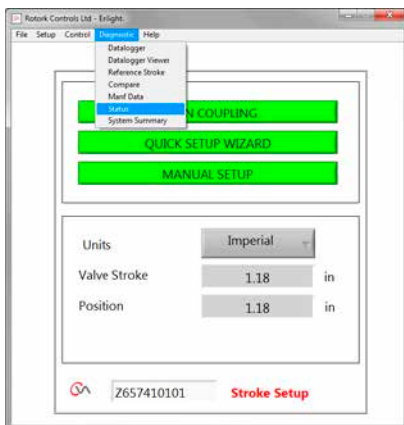 Rotork Controls Ltd - Enlight.
File Setup Control Diagnostic Help
Datalogger
Datalogger Viewer
Reference Stroke
Compare
Manf Data
Status
System Summary
N COUPLING
QUICK SETUP WIZARD
MANUAL SETUP
Units Imperial
Valve Stroke 1.18 in
Position 1.18 in
Z657410101 Stroke Setup